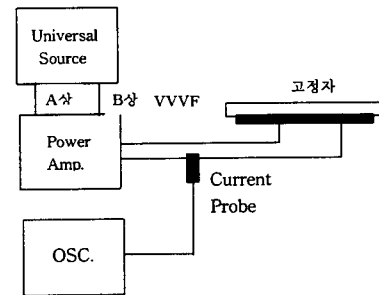 Universal
Source
A상 B상 VVVF
고정자
Power
Amp.
Current
Probe
OSC.